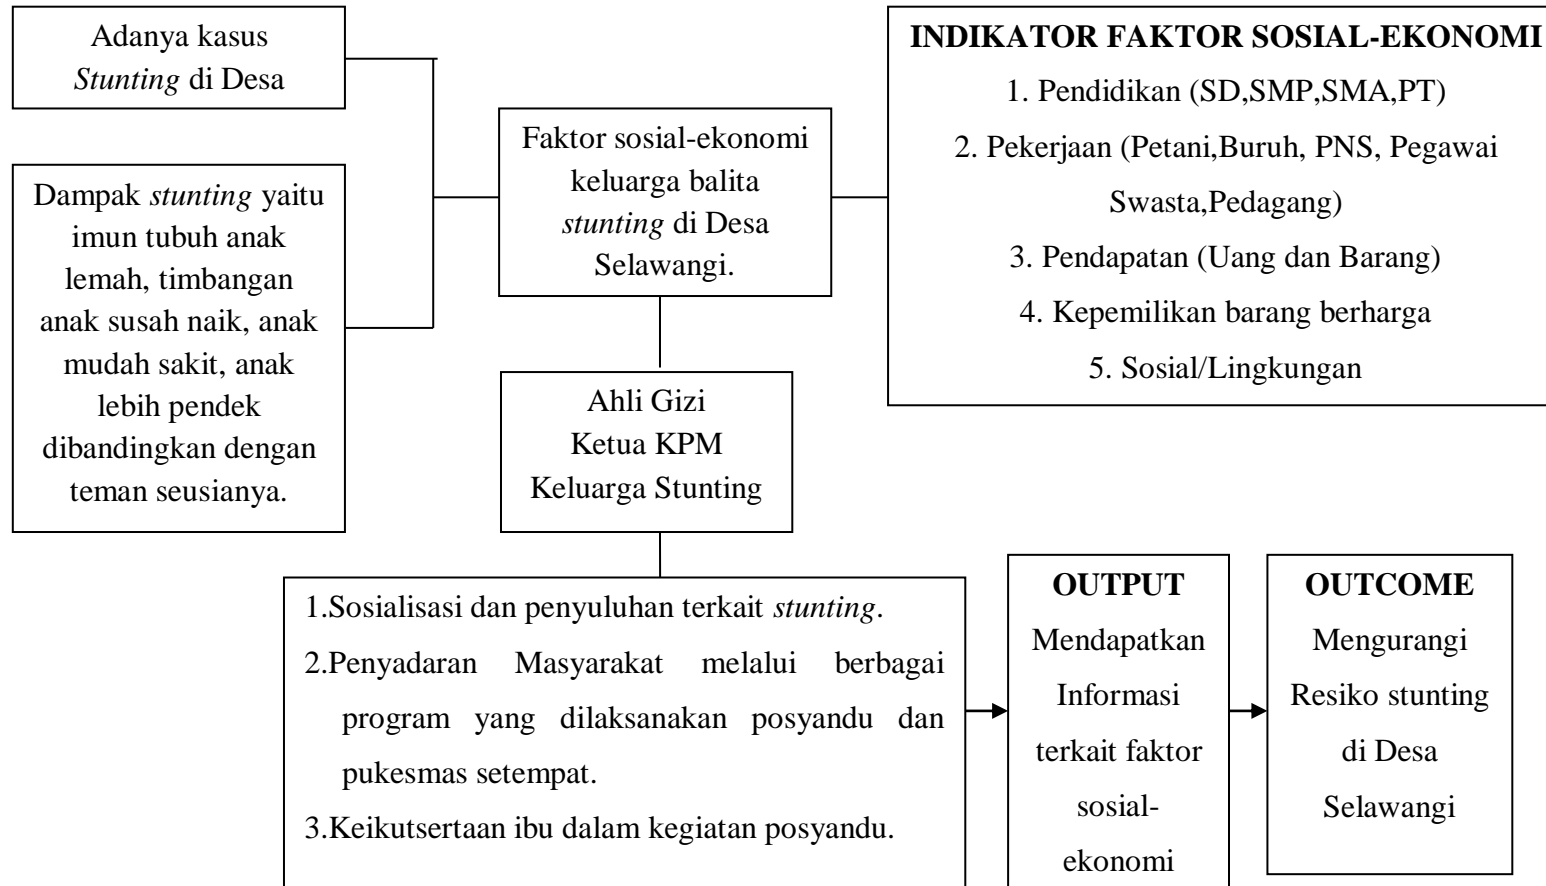 Adanya kasus
Stunting di Desa
Dampak stunting yaitu
imun tubuh anak
lemah, timbangan
anak susah naik, anak
mudah sakit, anak
lebih pendek
dibandingkan dengan
teman seusianya.
Faktor sosial-ekonomi
keluarga balita
stunting di Desa
Selawangi.
INDIKATOR FAKTOR SOSIAL-EKONOMI
1. Pendidikan (SD,SMP,SMA,PT)
2. Pekerjaan (Petani,Buruh, PNS, Pegawai
Swasta,Pedagang)
3. Pendapatan (Uang dan Barang)
4. Kepemilikan barang berharga
5. Sosial/Lingkungan
Ahli Gizi
Ketua KPM
Keluarga Stunting
1.Sosialisasi dan penyuluhan terkait stunting.
2.Penyadaran Masyarakat melalui berbagai
program yang dilaksanakan posyandu dan
pukesmas setempat.
3.Keikutsertaan ibu dalam kegiatan posyandu.
OUTPUT
Mendapatkan
Informasi
terkait faktor
sosial-
ekonomi
OUTCOME
Mengurangi
Resiko stunting
di Desa
Selawangi